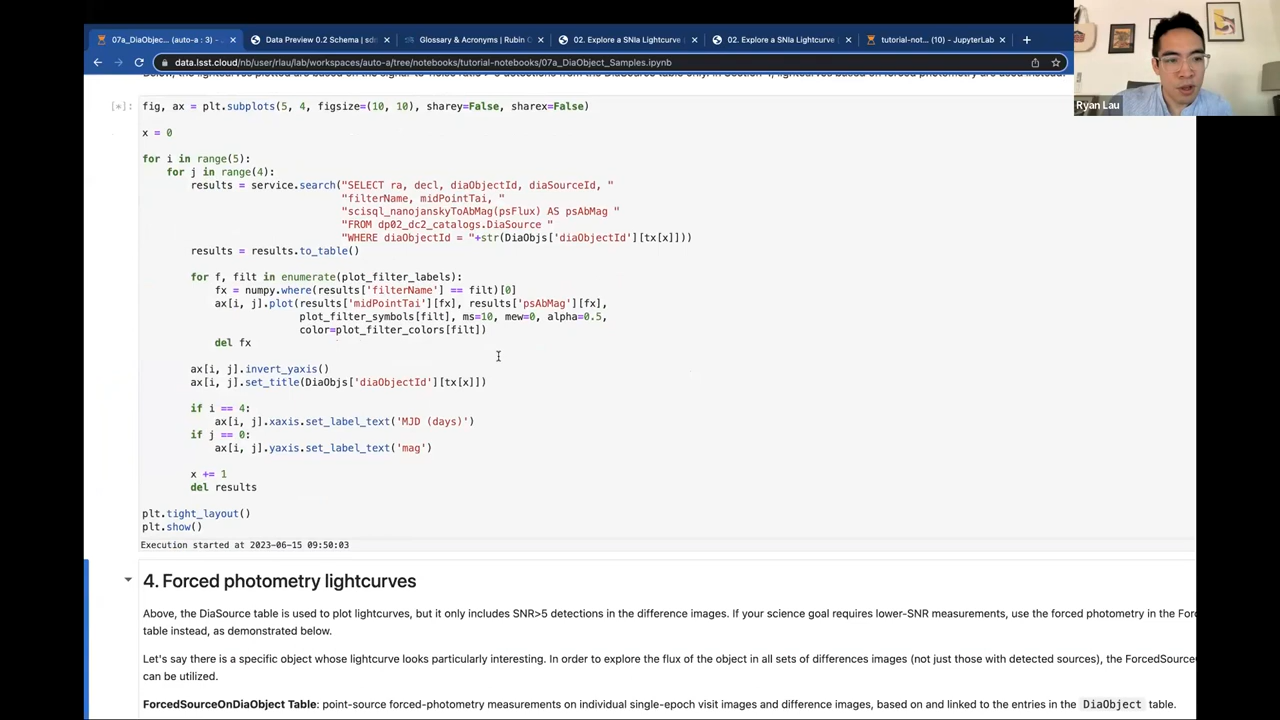 07a_DiaObjec... (auto-a : 3) - ... × Data Preview 0.2 Schema | sd × Glossary & Acronyms | Rubin C × 02. Explore a SNIa Lightcurve × 02. Explore a SNIa Lightcurve × tutorial-not... (10) - JupyterLab × +
data.lsst.cloud/nb/user/rlau/lab/workspaces/auto-a/tree/notebooks/tutorial-notebooks/07a_DiaObject_Samples.ipynb
Ryan Lau
[*]: fig, ax = plt.subplots(5, 4, figsize=(10, 10), sharey=False, sharex=False)
x = 0
for i in range(5):
for j in range(4):
results = service.search("SELECT ra, decl, diaObjectId, diaSourceId, "
"filterName, midPointTai, "
"scisql_nanojanskyToAbMag(psFlux) AS psAbMag "
"FROM dp02_dc2_catalogs.DiaSource "
"WHERE diaObjectId = "+str(DiaObjs['diaObjectId'][tx[x]]))
results = results.to_table()
for f, filt in enumerate(plot_filter_labels):
fx = numpy.where(results['filterName'] == filt)[0]
ax[i, j].plot(results['midPointTai'][fx], results['psAbMag'][fx],
plot_filter_symbols[filt], ms=10, mew=0, alpha=0.5,
color=plot_filter_colors[filt])
del fx
ax[i, j].invert_yaxis()
ax[i, j].set_title(DiaObjs['diaObjectId'][tx[x]])
if i == 4:
ax[i, j].xaxis.set_label_text('MJD (days)')
if j == 0:
ax[i, j].yaxis.set_label_text('mag')
x += 1
del results
plt.tight_layout()
plt.show()
Execution started at 2023-06-15 09:50:03
4. Forced photometry lightcurves
Above, the DiaSource table is used to plot lightcurves, but it only includes SNR>5 detections in the difference images. If your science goal requires lower-SNR measurements, use the forced photometry in the For
table instead, as demonstrated below.
Let's say there is a specific object whose lightcurve looks particularly interesting. In order to explore the flux of the object in all sets of differences images (not just those with detected sources), the ForcedSource
can be utilized.
ForcedSourceOnDiaObject Table: point-source forced-photometry measurements on individual single-epoch visit images and difference images, based on and linked to the entries in the DiaObject table.